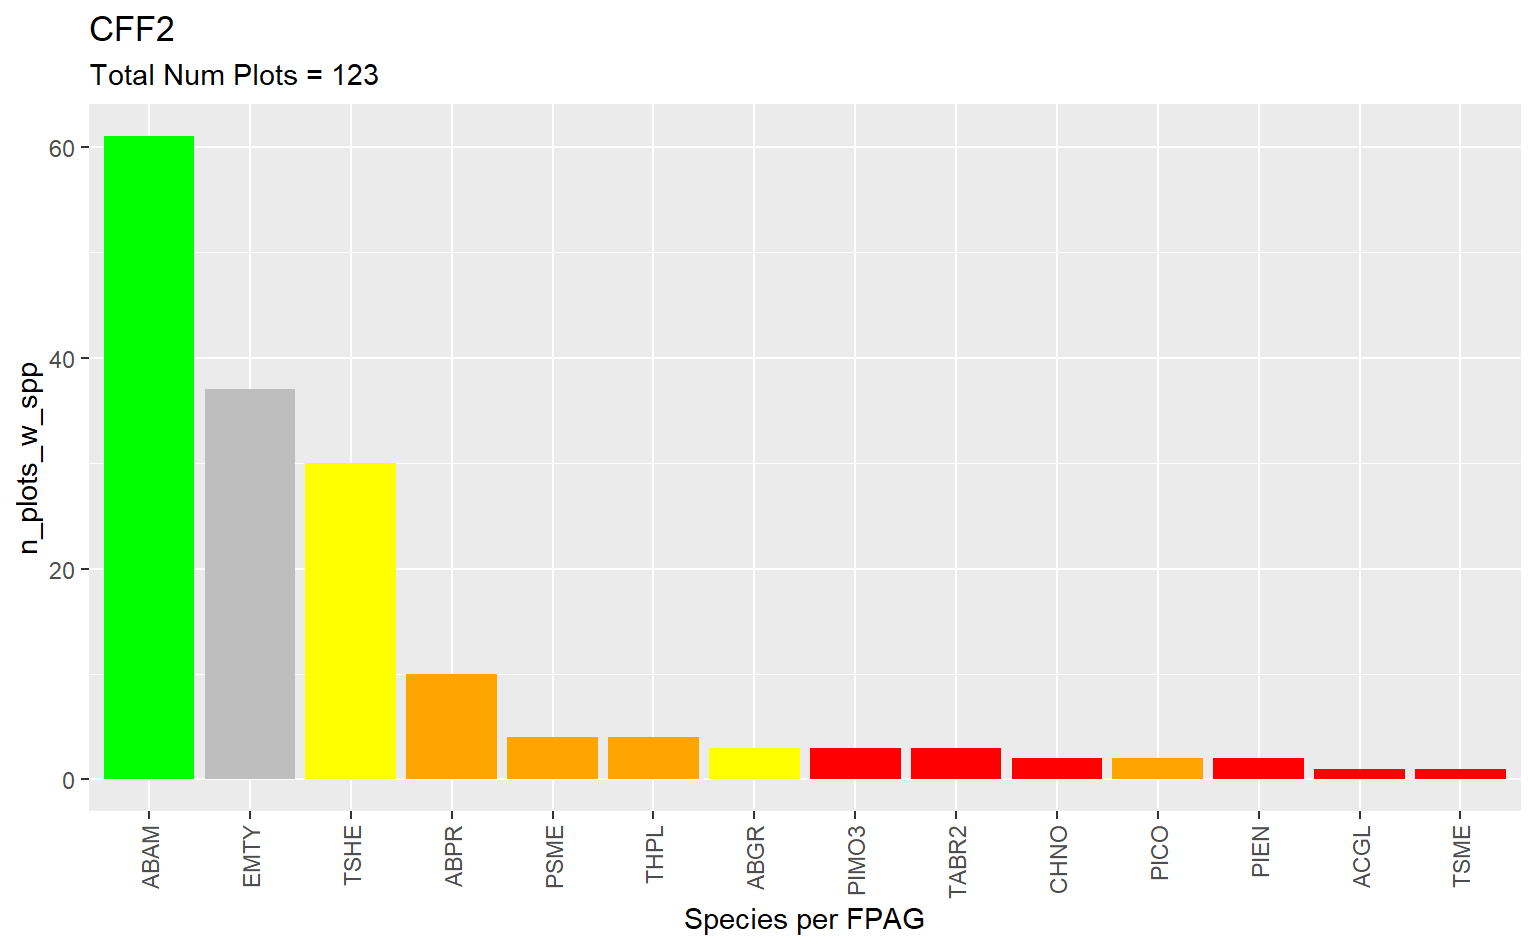 CFF2
Total Num Plots = 123
n_plots_w_spp
60
40
20
0
ABAM
EMTY
TSHE
ABPR
PSME
THPL
ABGR
PIMO3
TABR2
CHNO
PICO
PIEN
ACGL
TSME
Species per FPAG